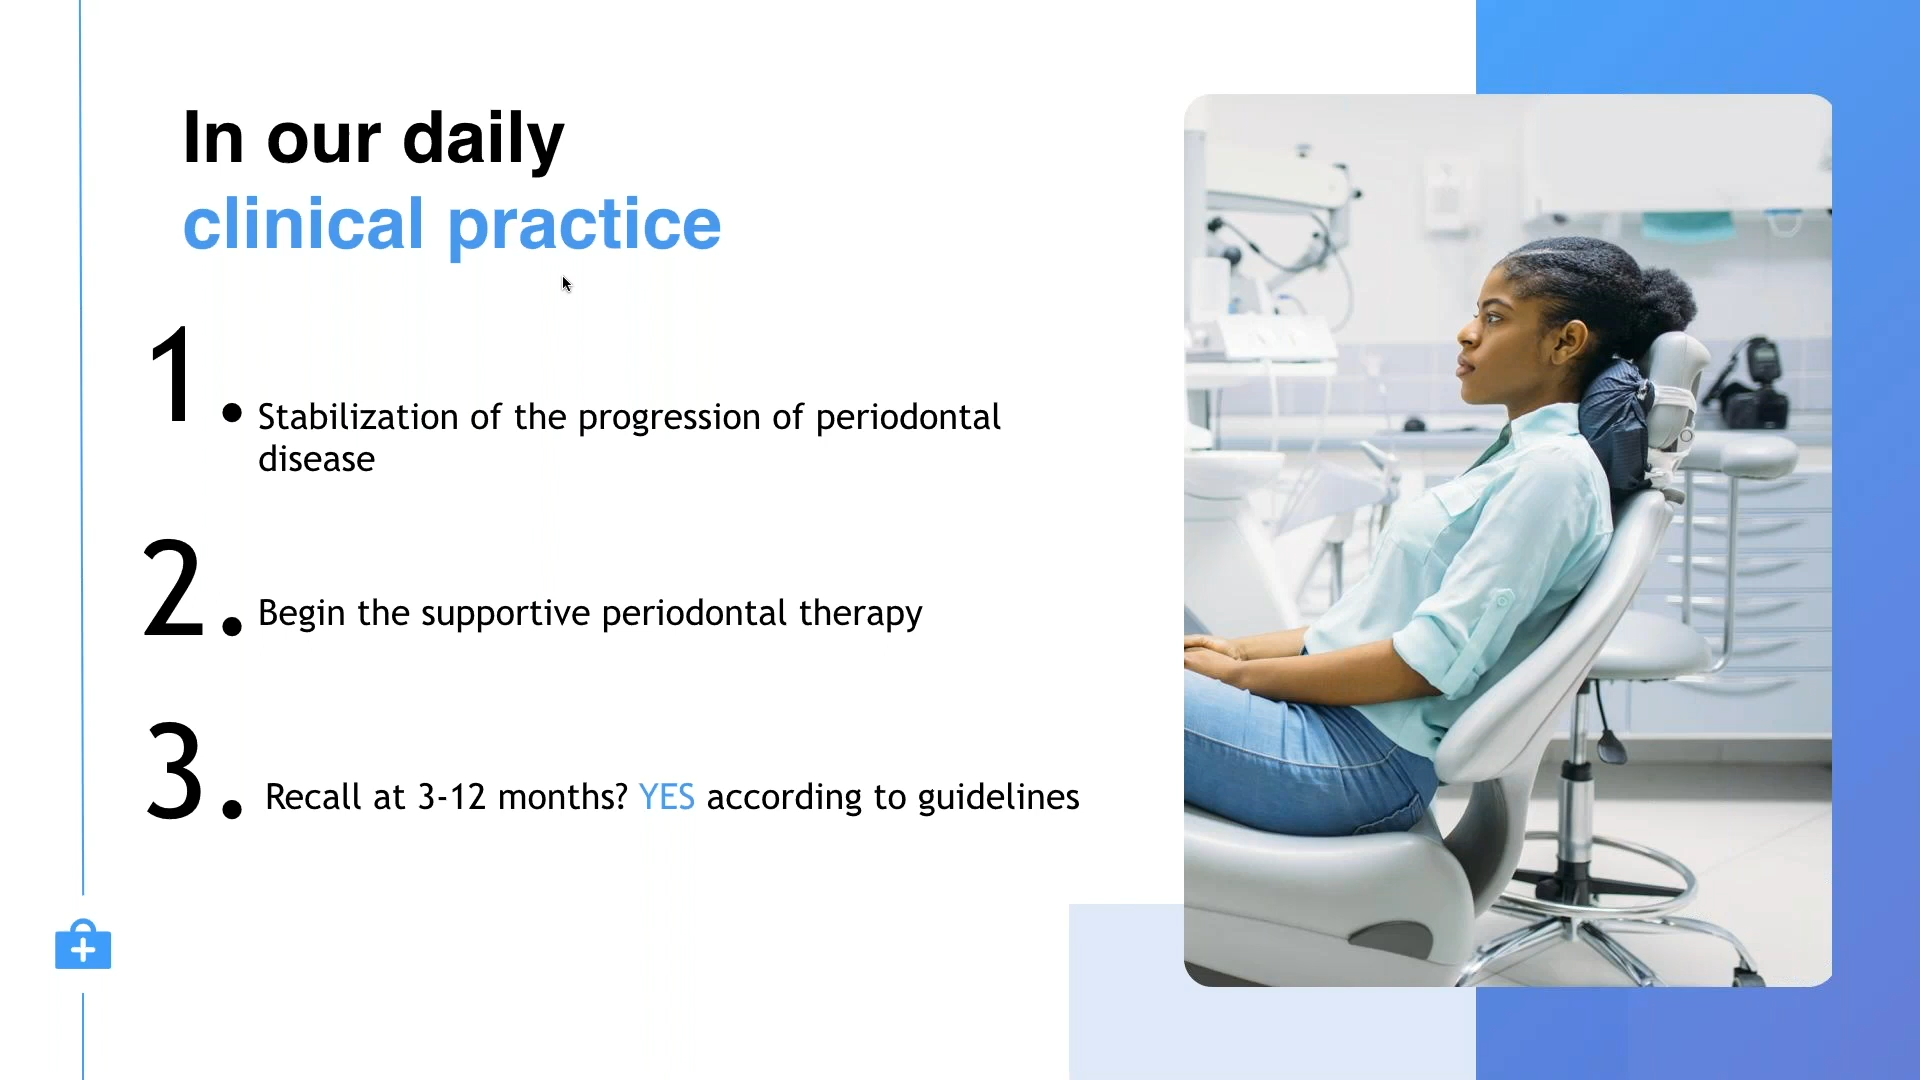 In our daily
clinical practice
1. Stabilization of the progression of periodontal
disease
2. Begin the supportive periodontal therapy
3. Recall at 3-12 months? YES according to guidelines